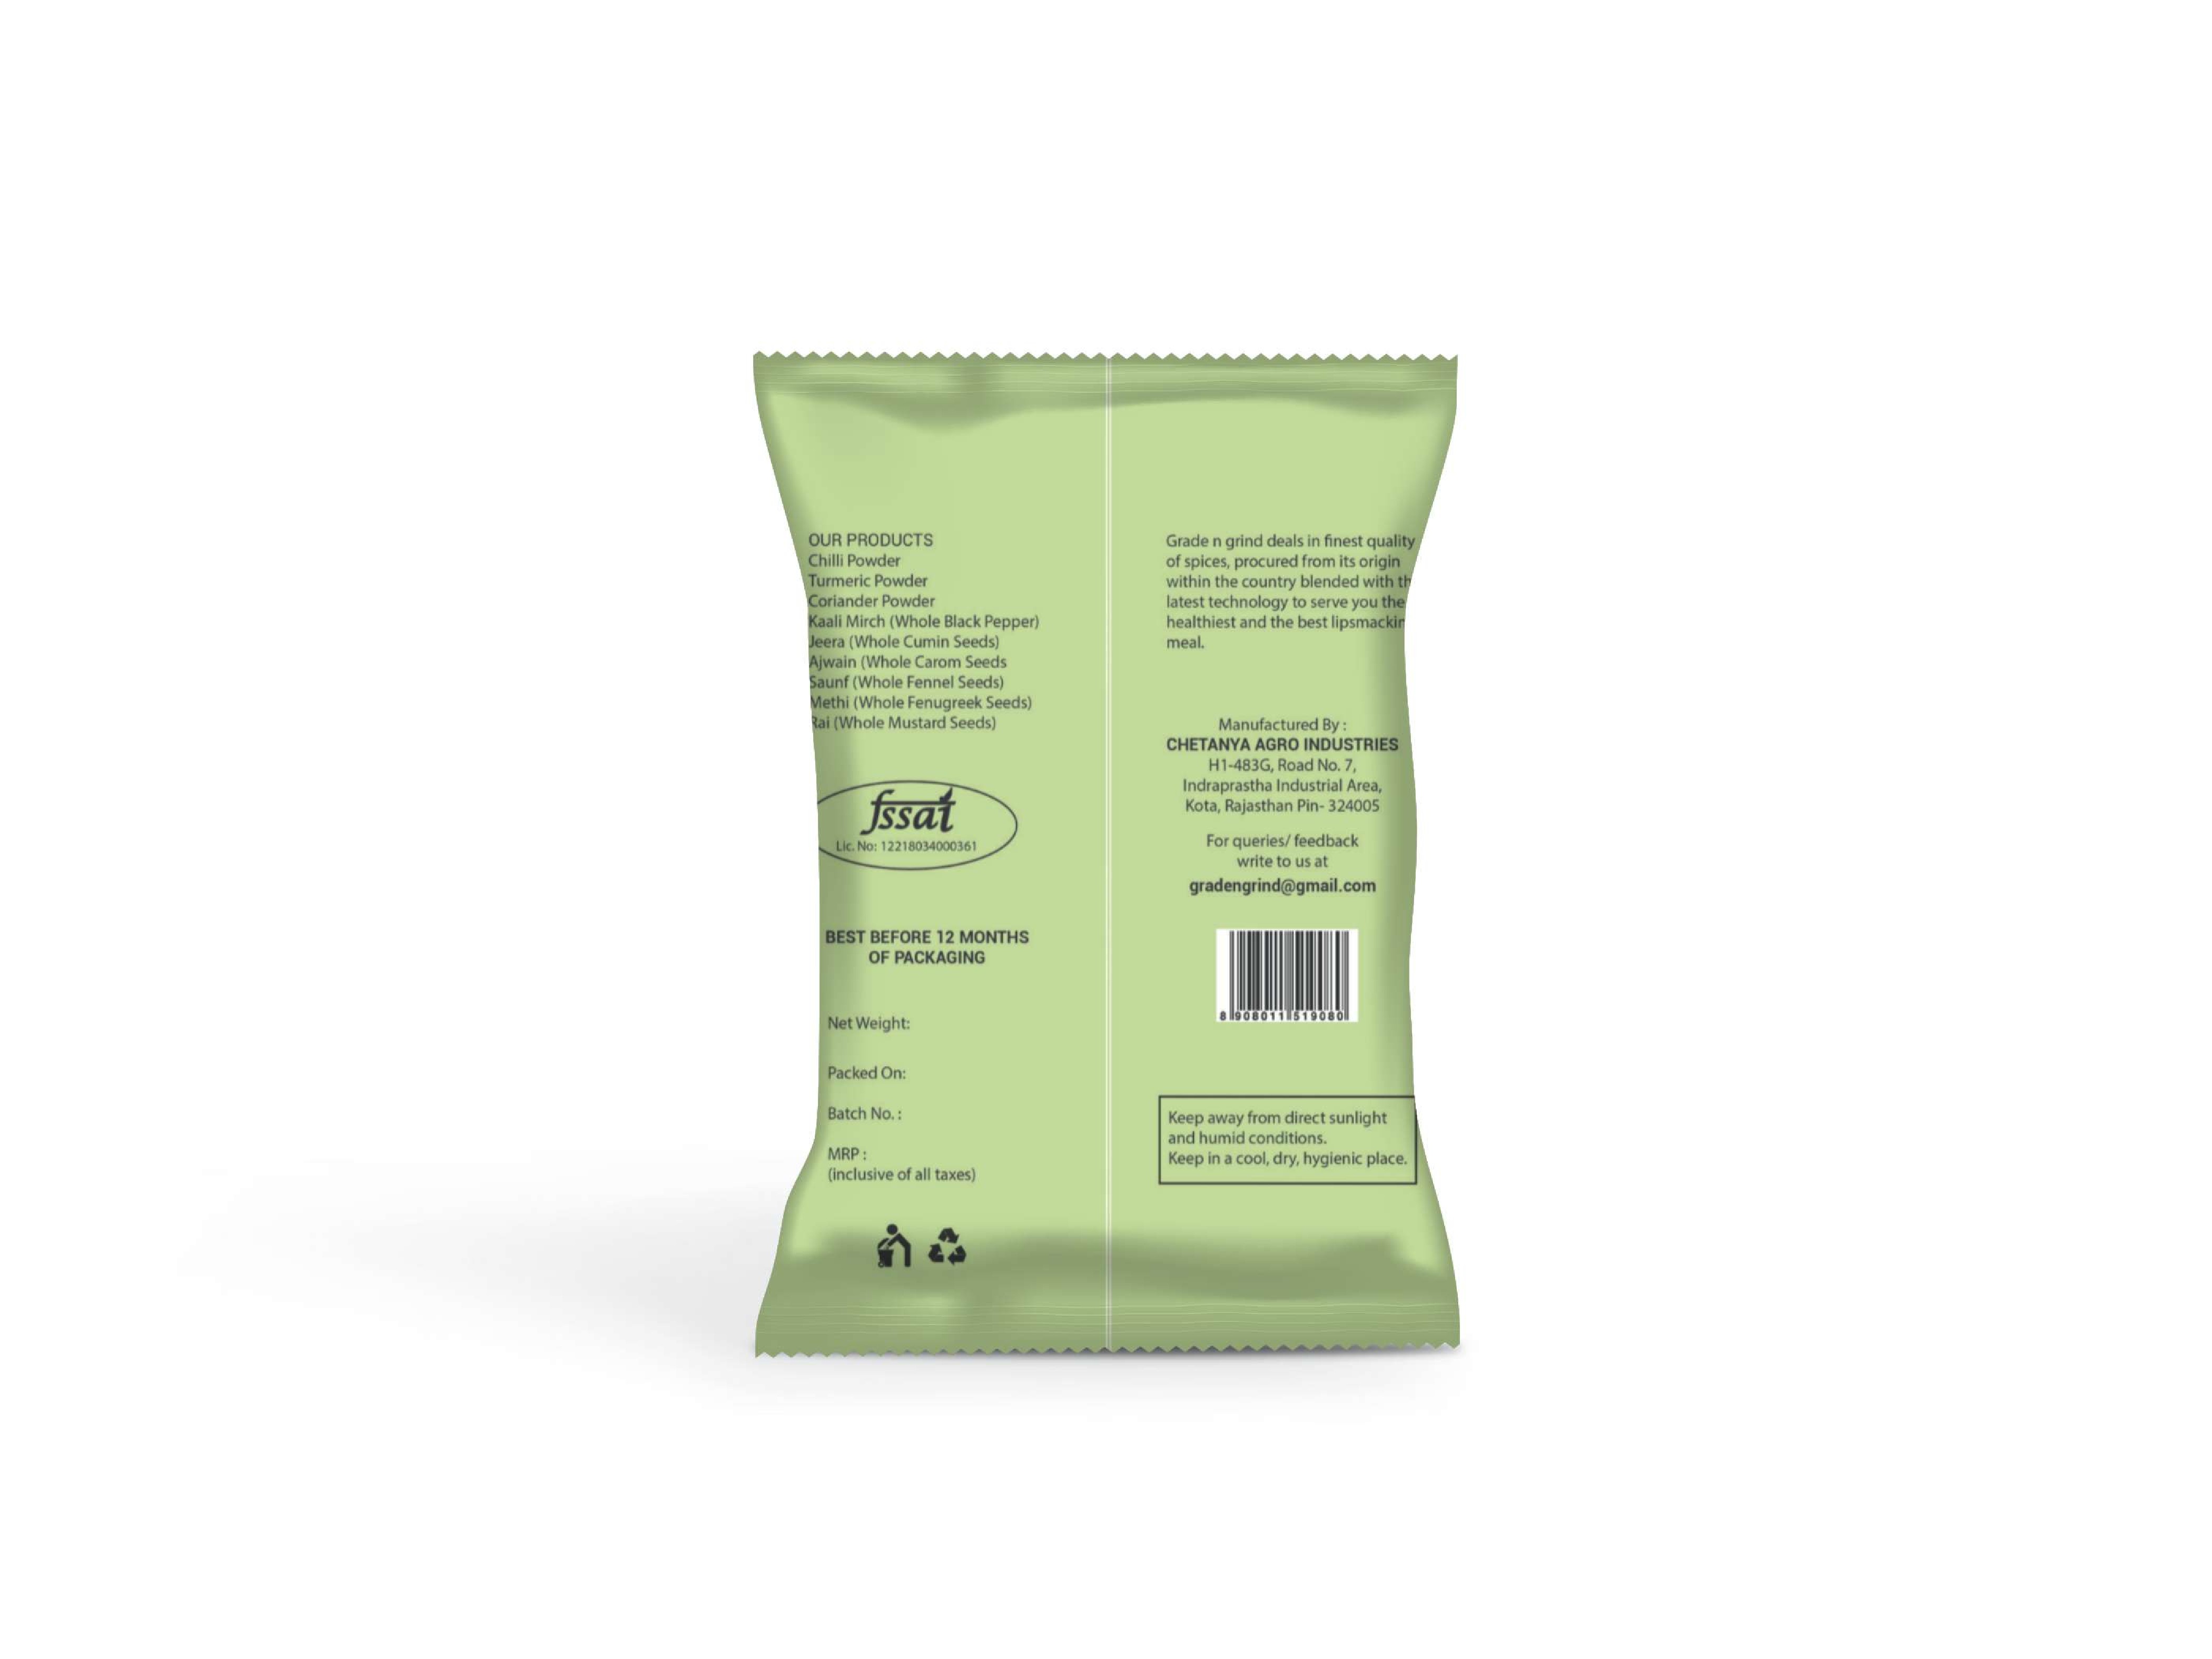 OUR PRODUCTS
Chilli Powder
Turmeric Powder
Coriander Powder
Kaali Mirch (Whole Black Pepper)
Jeera (Whole Cumin Seeds)
Ajwain (Whole Carom Seeds
Saunf (Whole Fennel Seeds)
Methi (Whole Fenugreek Seeds)
Rai (Whole Mustard Seeds)
fssai
Lic. No: 12218034000361
BEST BEFORE 12 MONTHS
OF PACKAGING
Net Weight:
Packed On:
Batch No. :
MRP :
(inclusive of all taxes)
Grade n grind deals in finest quality
of spices, procured from its origin
within the country blended with th
latest technology to serve you the
healthiest and the best lipsmackin
meal.
Manufactured By :
CHETANYA AGRO INDUSTRIES
H1-483G, Road No. 7,
Indraprastha Industrial Area,
Kota, Rajasthan Pin- 324005
For queries/ feedback
write to us at
gradengrind@gmail.com
8 908011 519080
Keep away from direct sunlight
and humid conditions.
Keep in a cool, dry, hygienic place.